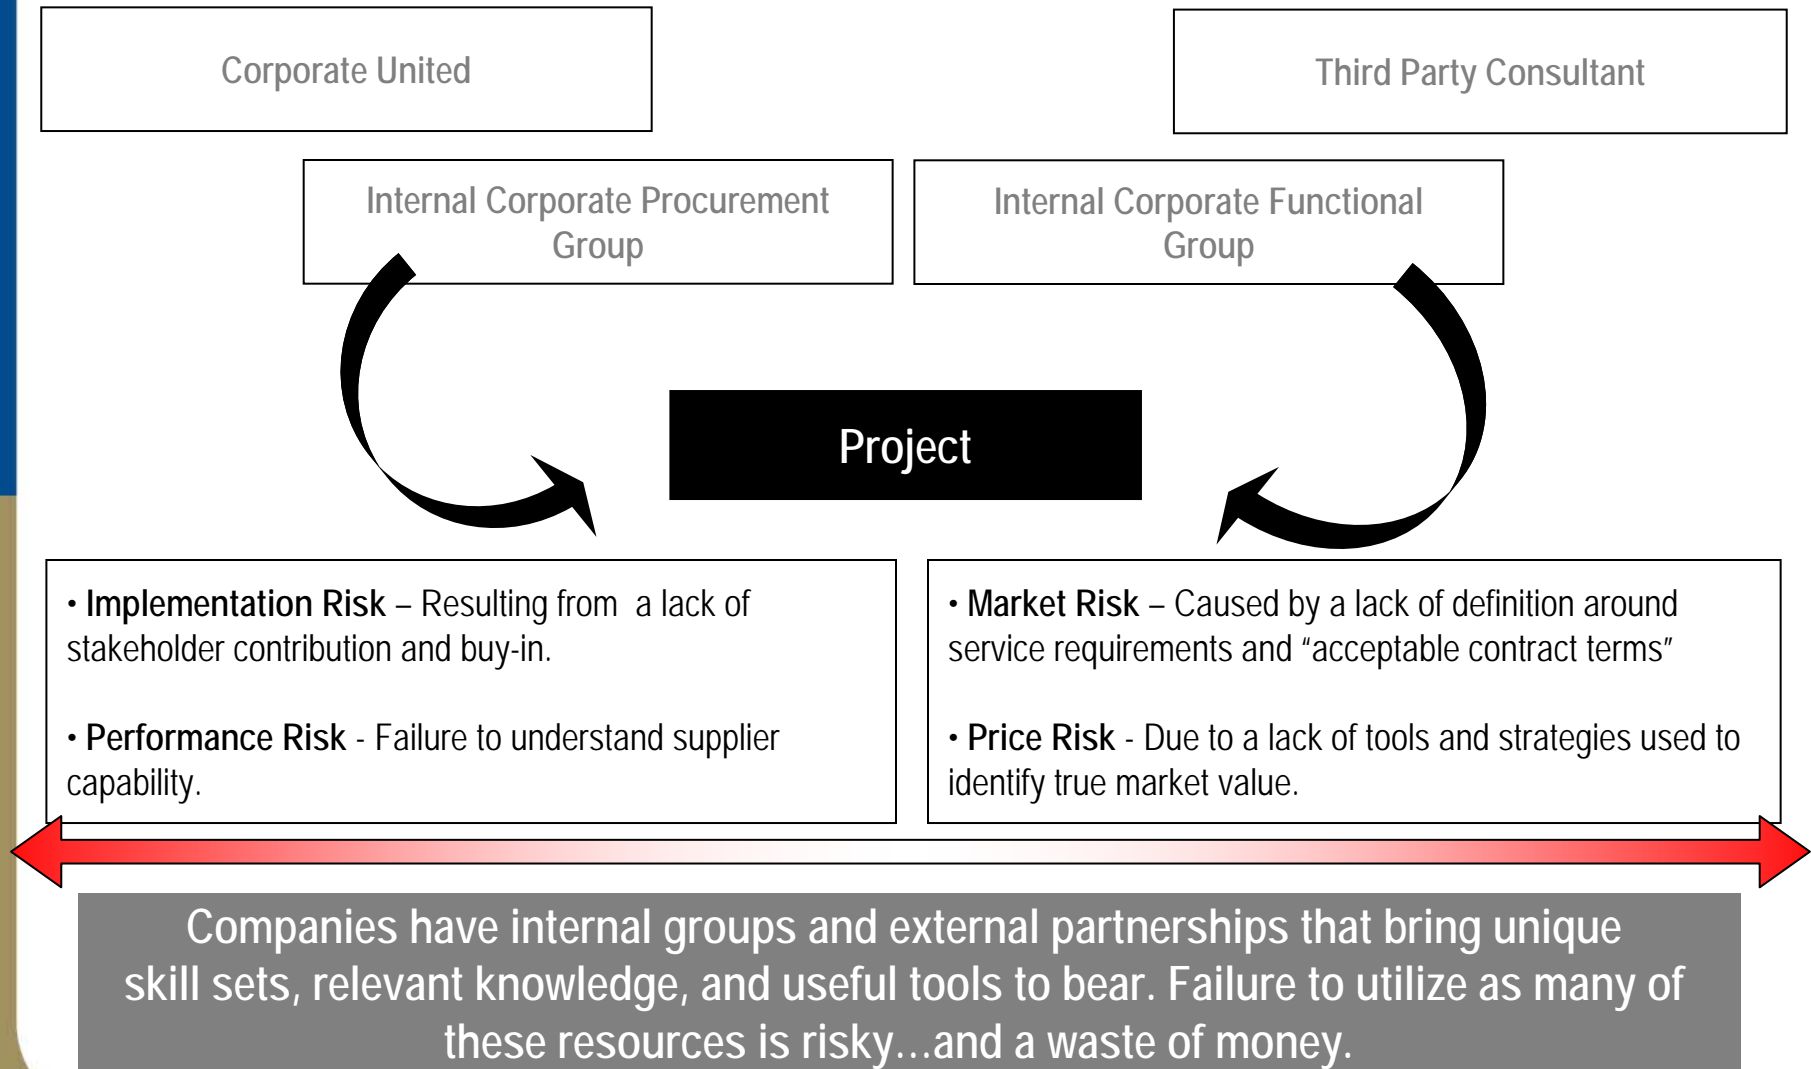 Corporate United
Third Party Consultant
Internal Corporate Procurement
Group
Internal Corporate Functional
Group
Project
• Implementation Risk – Resulting from  a lack of
stakeholder contribution and buy-in.
• Performance Risk - Failure to understand supplier
capability.
• Market Risk – Caused by a lack of definition around
service requirements and “acceptable contract terms”
• Price Risk - Due to a lack of tools and strategies used to
identify true market value.
Companies have internal groups and external partnerships that bring unique
skill sets, relevant knowledge, and useful tools to bear. Failure to utilize as many of
these resources is risky…and a waste of money.